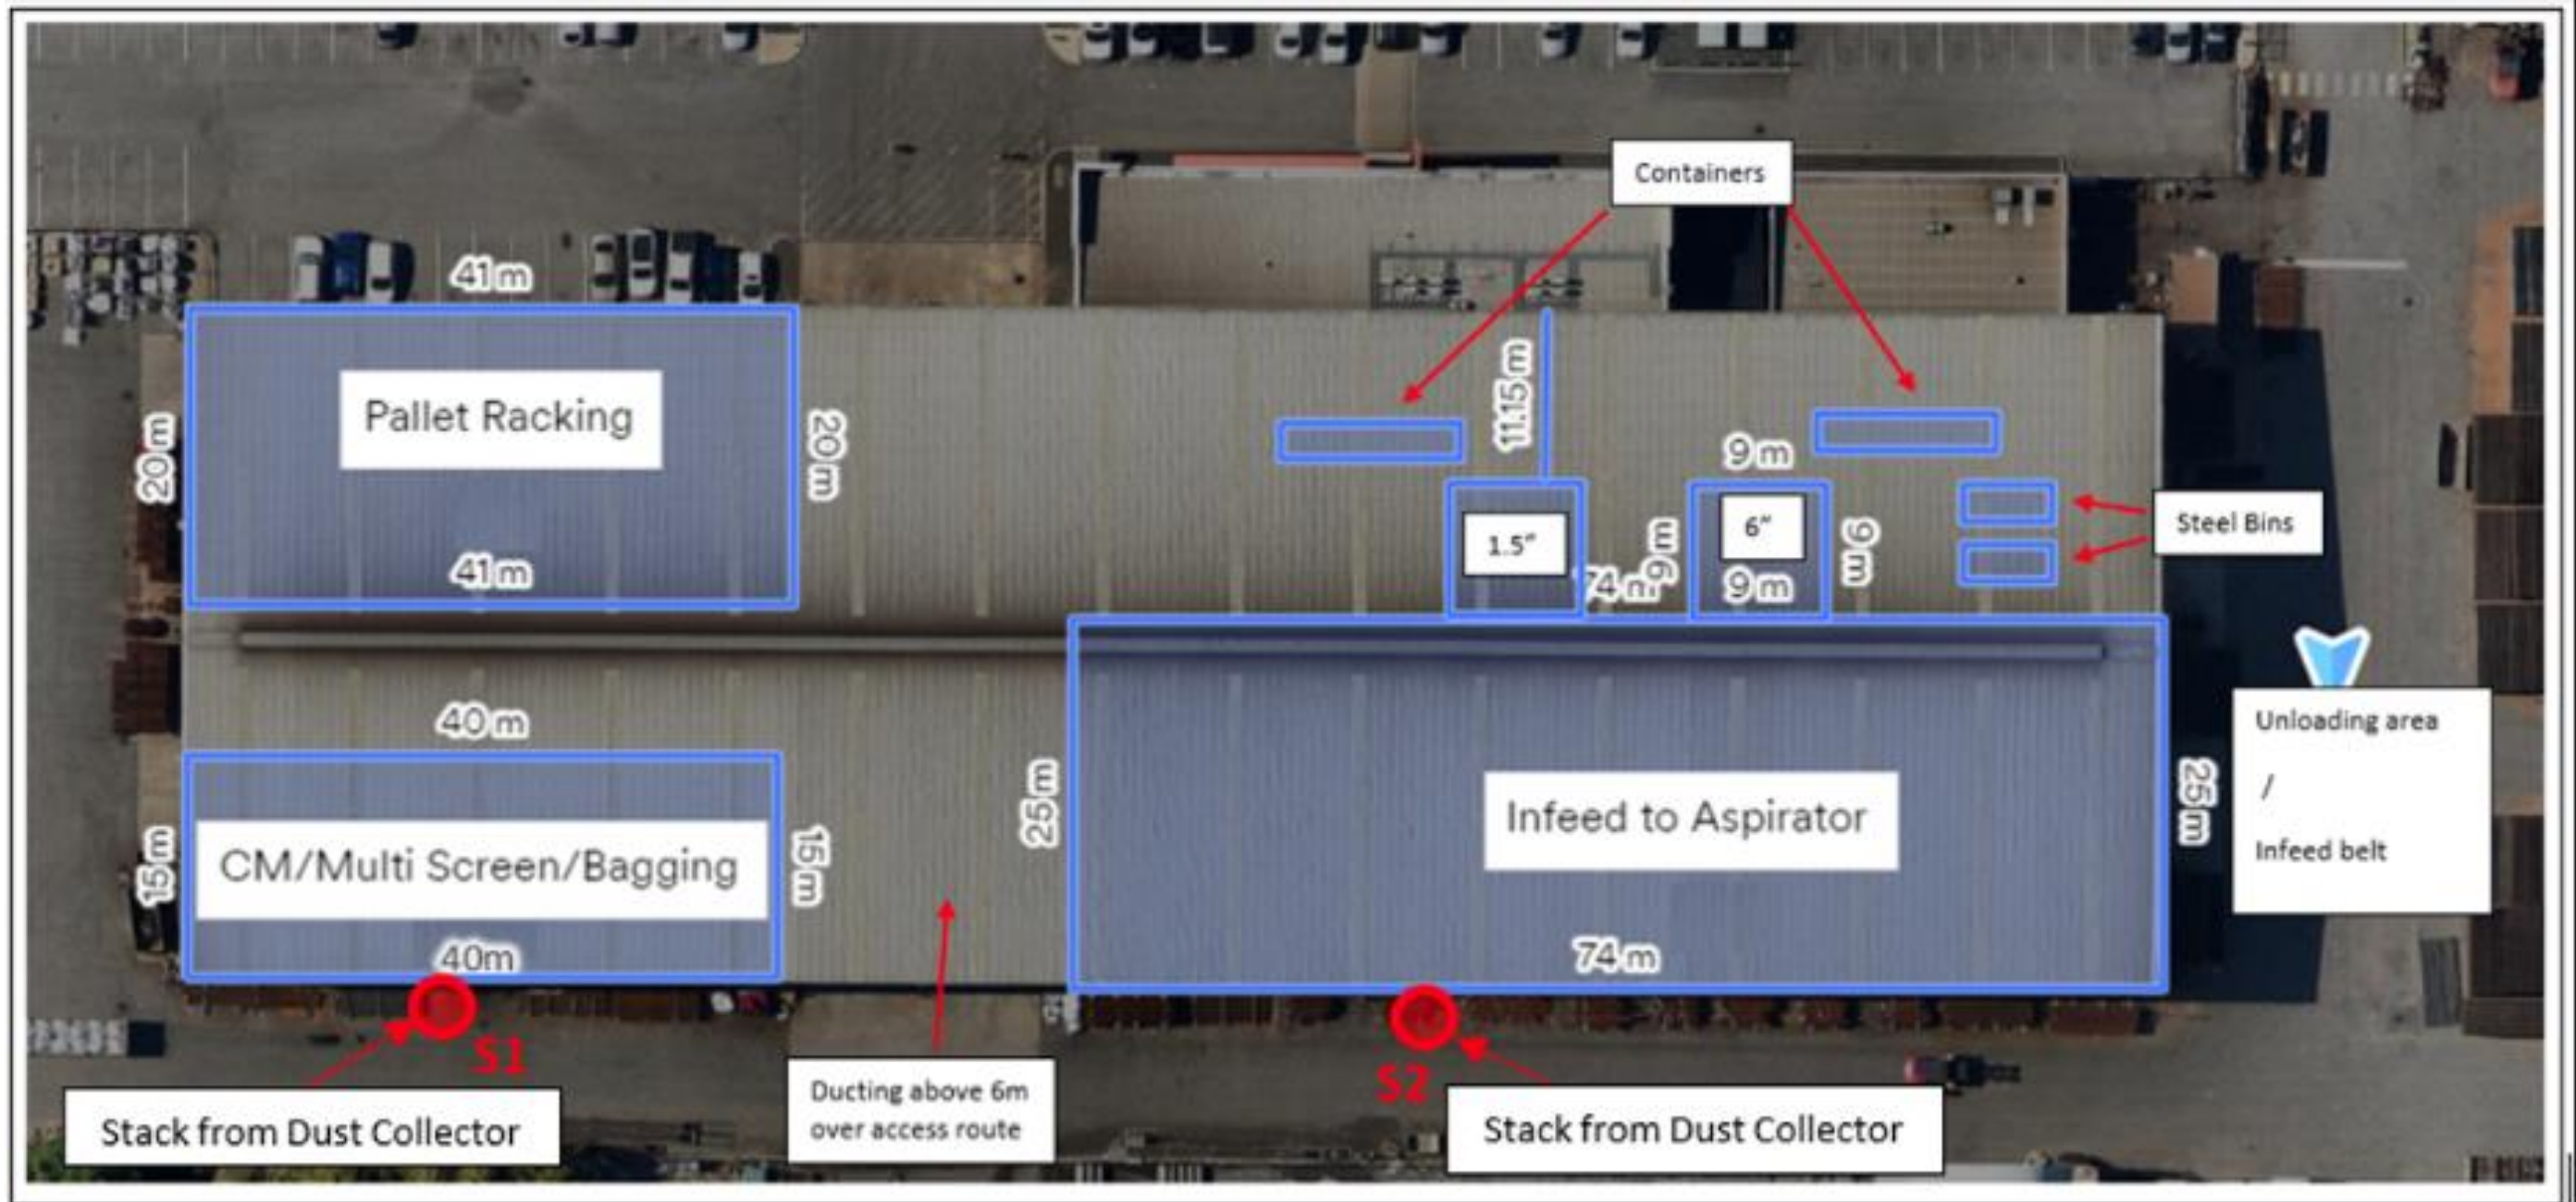 Containers
41 m
Pallet Racking
20 m
20 m
41 m
11.15 m
9 m
1.5”
6”
9 m
9 m
9 m
74 m
Steel Bins
40 m
CM/Multi Screen/Bagging
15 m
15 m
40m
25 m
Infeed to Aspirator
25 m
74 m
Unloading area
/
Infeed belt
S1
S2
Stack from Dust Collector
Ducting above 6m
over access route
Stack from Dust Collector